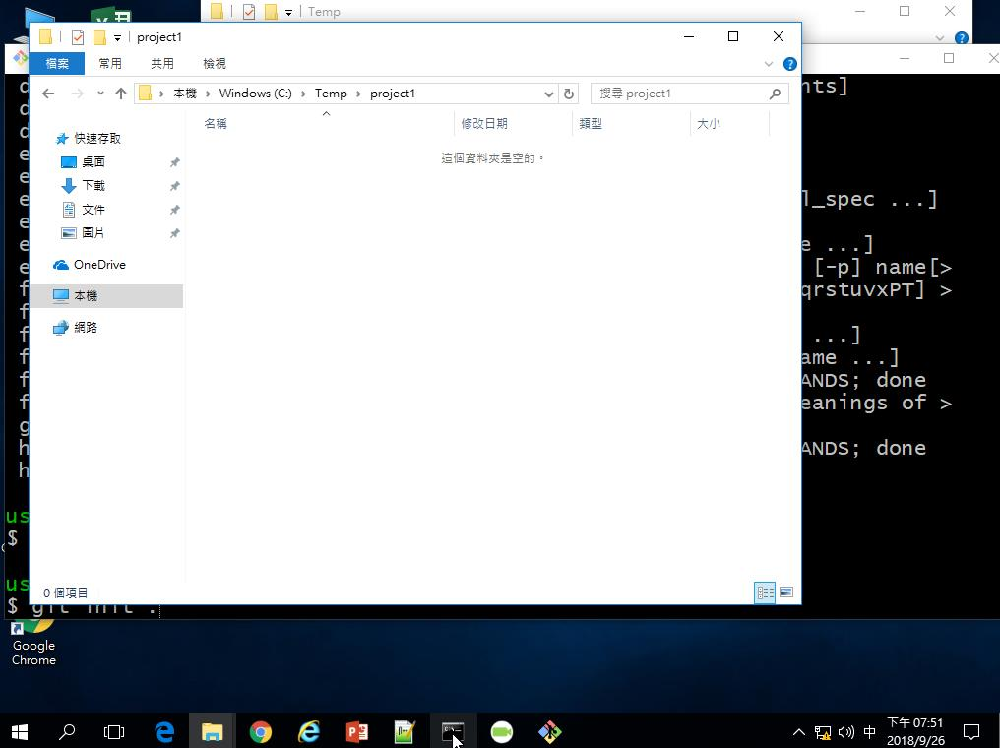 Temp
project1
檔案 常用 共用 檢視
本機 Windows (C:) Temp project1 搜尋 project1
名稱 修改日期 類型 大小
這個資料夾是空的。
快速存取
桌面
下載
文件
圖片
OneDrive
本機
網路
0 個項目
nts]
l_spec ...]
e ...]
[-p] name[>
qrstuvxPT] >
...]
ame ...]
ANDS; done
eanings of >
ANDS; done
us
$
us
$ git init .
Google
Chrome
中
下午 07:51
2018/9/26